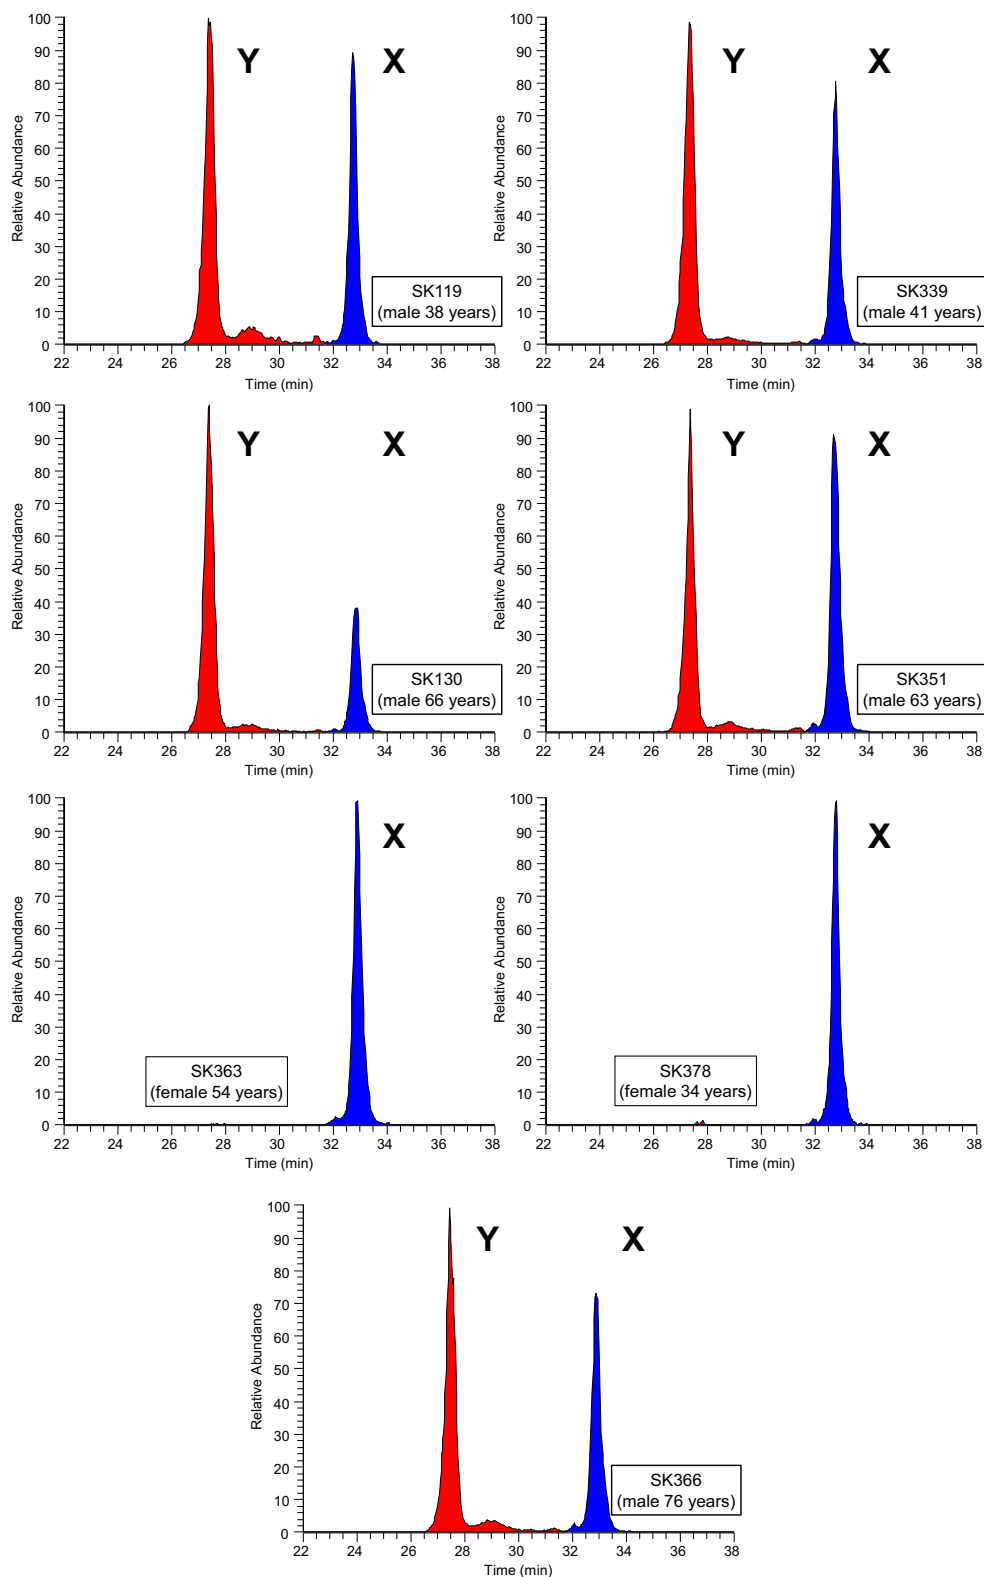 100
90
80
70
60
50
40
30
20
10
0
Relative Abundance
Y
X
SK119
(male 38 years)
22 24 26 28 30 32 34 36 38
Time (min)
100
90
80
70
60
50
40
30
20
10
0
Relative Abundance
Y
X
SK339
(male 41 years)
22 24 26 28 30 32 34 36 38
Time (min)
100
90
80
70
60
50
40
30
20
10
0
Relative Abundance
Y
X
SK130
(male 66 years)
22 24 26 28 30 32 34 36 38
Time (min)
100
90
80
70
60
50
40
30
20
10
0
Relative Abundance
Y
X
SK351
(male 63 years)
22 24 26 28 30 32 34 36 38
Time (min)
100
90
80
70
60
50
40
30
20
10
0
Relative Abundance
X
SK363
(female 54 years)
22 24 26 28 30 32 34 36 38
Time (min)
100
90
80
70
60
50
40
30
20
10
0
Relative Abundance
X
SK378
(female 34 years)
22 24 26 28 30 32 34 36 38
Time (min)
100
90
80
70
60
50
40
30
20
10
0
Relative Abundance
Y
X
SK366
(male 76 years)
22 24 26 28 30 32 34 36 38
Time (min)